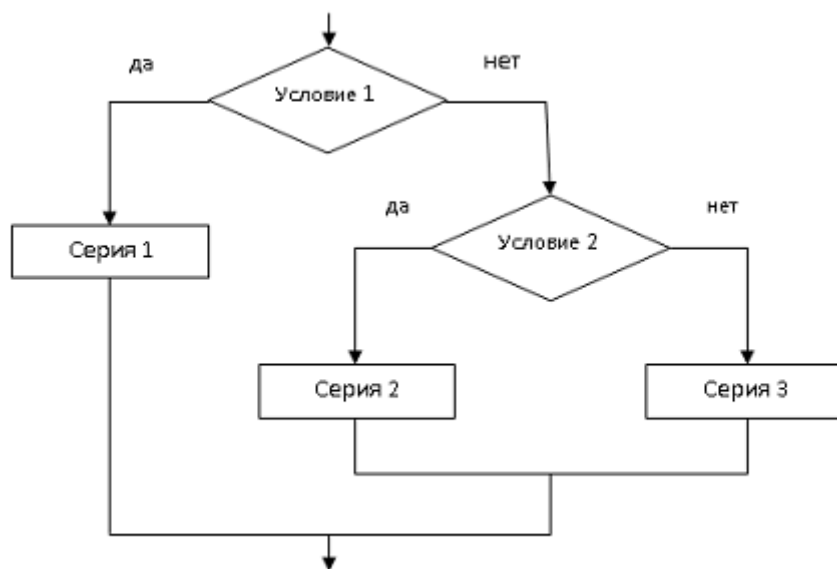 да
нет
Условие 1
да
нет
Серия 1
Условие 2
Серия 2
Серия 3